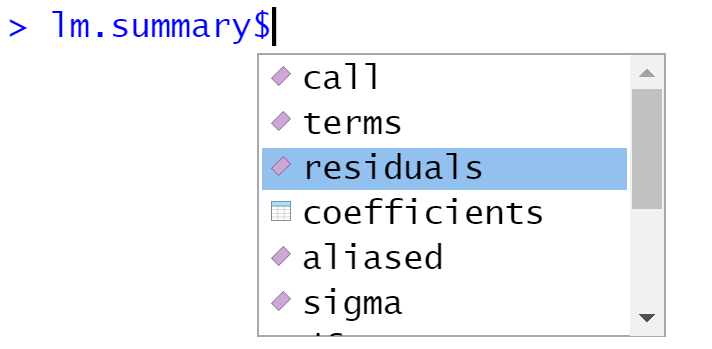 > lm.summary$
call
terms
residuals
coefficients
aliased
sigma